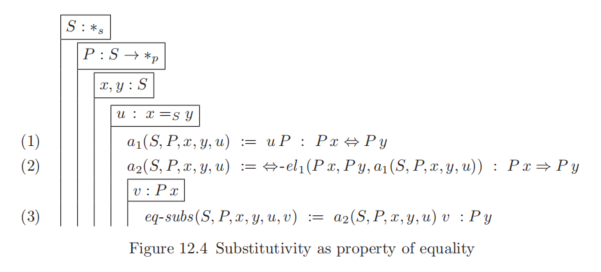 S : *ₛ
P : S → *ₚ
x, y : S
u : x =ₛ y
(1) a₁(S, P, x, y, u) := u P : P x ⇔ P y
(2) a₂(S, P, x, y, u) := ⇔-el₁(P x, P y, a₁(S, P, x, y, u)) : P x ⇒ P y
v : P x
(3) eq-subs(S, P, x, y, u, v) := a₂(S, P, x, y, u) v : P y
Figure 12.4 Substitutivity as property of equality